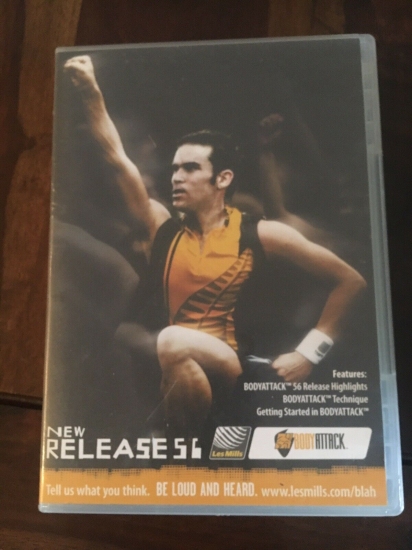 Features:
BODYATTACK™ 56 Release Highlights
BODYATTACK™ Technique
Getting Started in BODYATTACK™
NEW
RELEASE 56
Les Mills
BODYATTACK
Tell us what you think. BE LOUD AND HEARD. www.lesmills.com/blah